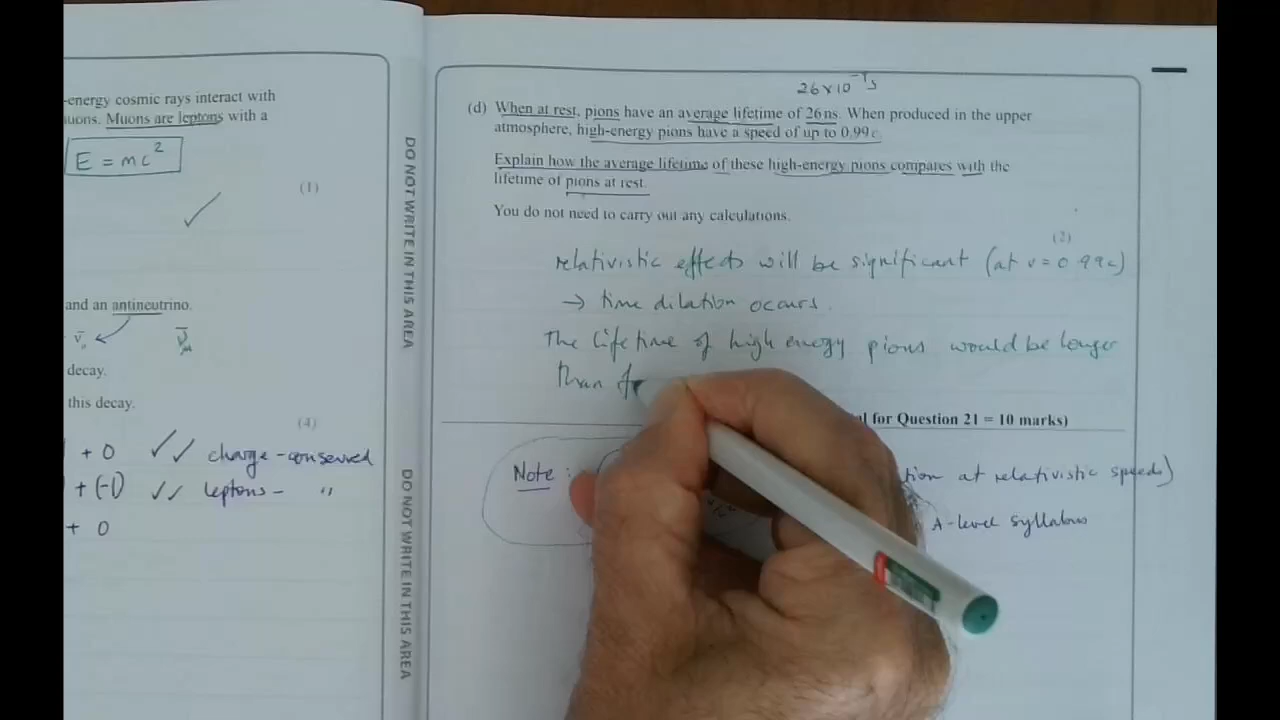 -energy cosmic rays interact with
uons. Muons are leptons with a
E = mc²
(1)
and an antineutrino.
decay.
this decay.
(4)
+ 0 ✓✓ charge - conserved
+ (-1) ✓✓ leptons - "
+ 0
DO NOT WRITE IN THIS AREA
DO NOT WRITE IN THIS AREA
(d) When at rest, pions have an average lifetime of 26 ns. When produced in the upper
atmosphere, high-energy pions have a speed of up to 0.99c.
Explain how the average lifetime of these high-energy pions compares with the
lifetime of pions at rest.
You do not need to carry out any calculations.
(2)
relativistic effects will be significant (at v = 0.99c)
→ time dilation occurs.
The lifetime of high energy pions would be longer
than
al for Question 21 = 10 marks)
Note :
tion at relativistic speeds)
A-level syllabus